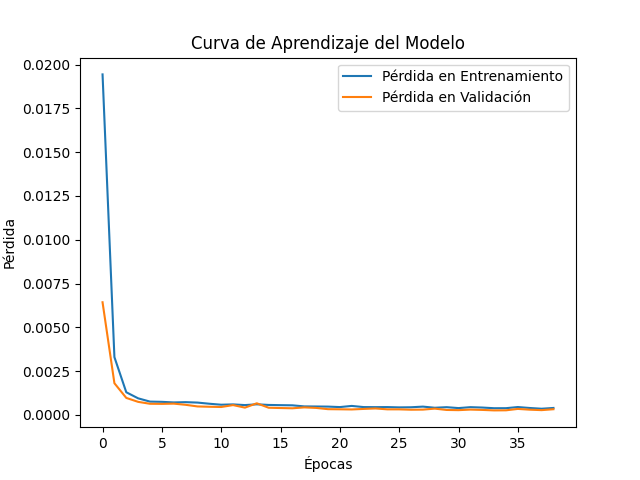 Curva de Aprendizaje del Modelo
Pérdida en Entrenamiento
Pérdida en Validación
0.0200
0.0175
0.0150
0.0125
0.0100
0.0075
0.0050
0.0025
0.0000
Pérdida
0 5 10 15 20 25 30 35
Épocas